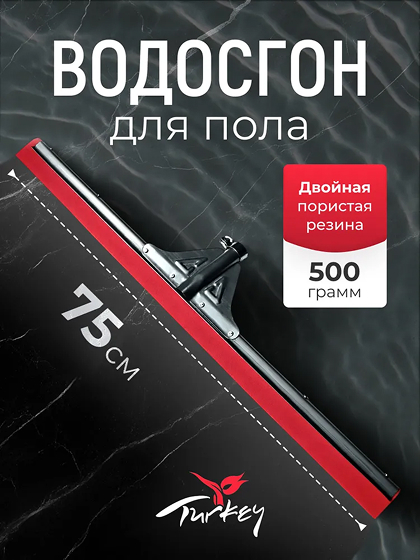 ВОДОСГОН
для пола
Двойная
пористая
резина
500
грамм
75 см
Turkey